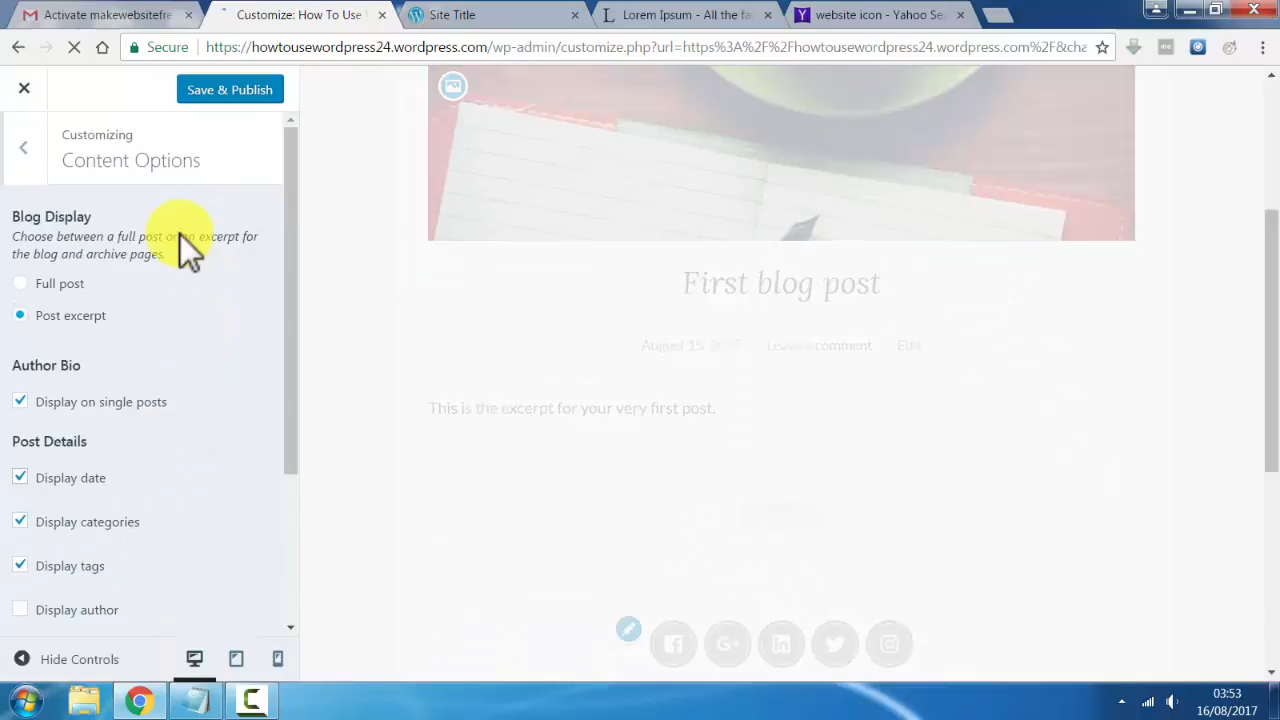 Activate makewebsitefre
Customize: How To Use
Site Title
Lorem Ipsum - All the fa
website icon - Yahoo Se
Secure
https://howtousewordpress24.wordpress.com/wp-admin/customize.php?url=https%3A%2F%2Fhowtousewordpress24.wordpress.com%2F&cha
Save & Publish
Customizing
Content Options
Blog Display
Choose between a full post or an excerpt for
the blog and archive pages.
Full post
Post excerpt
Author Bio
Display on single posts
Post Details
Display date
Display categories
Display tags
Display author
Hide Controls
First blog post
August 15, 2017 Leave a comment Edit
This is the excerpt for your very first post.
03:53
16/08/2017